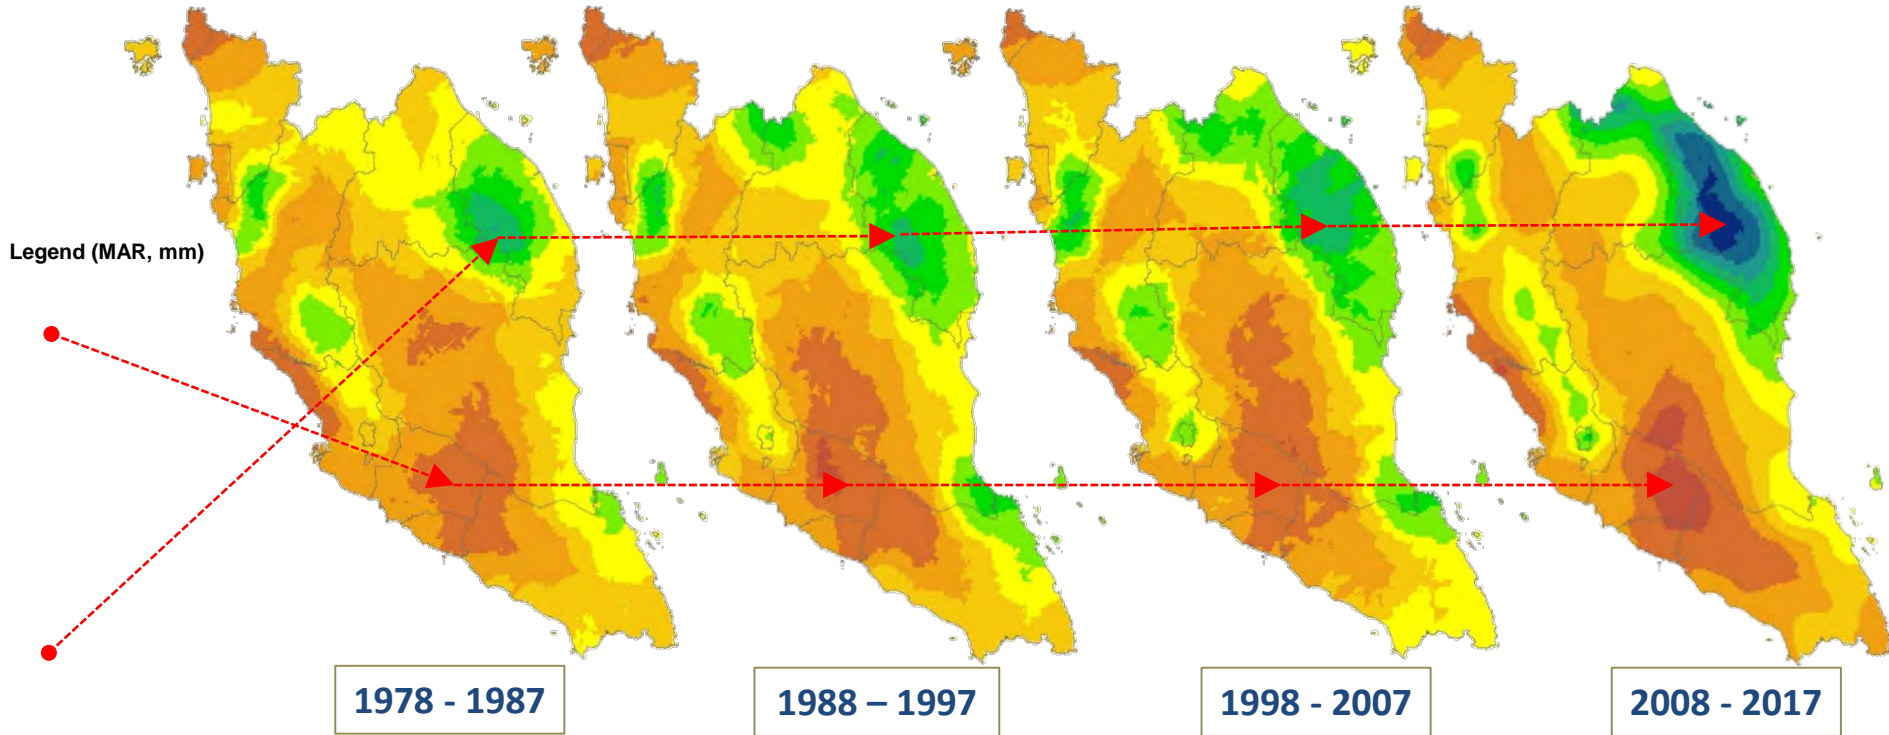 Legend (MAR, mm)
1978 - 1987
1988 – 1997
1998 - 2007
2008 - 2017